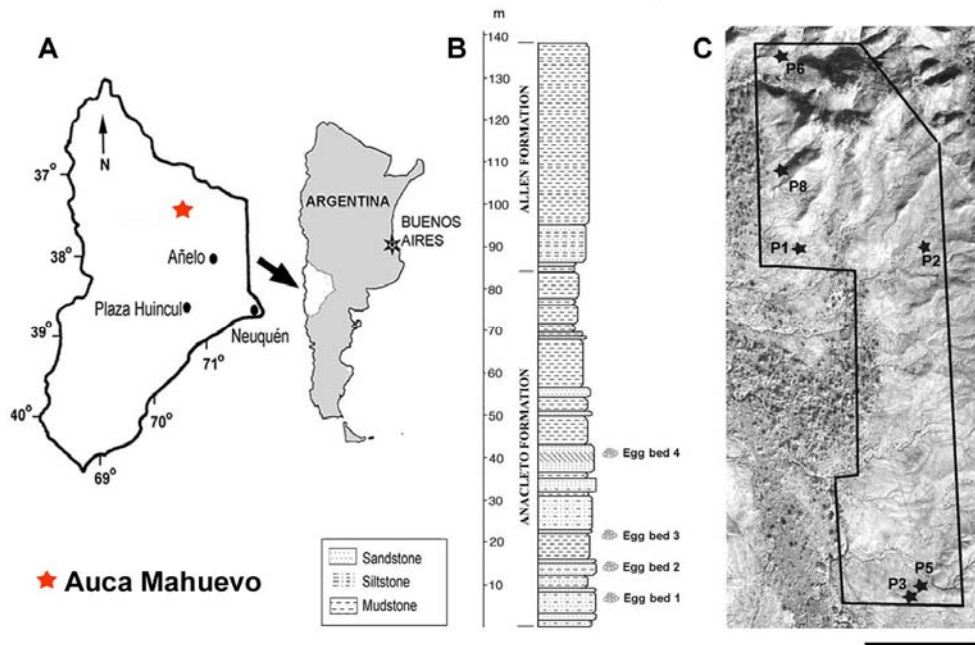 A
N
37°
38°
39°
40°
71°
70°
69°
Añelo
Plaza Huincul
Neuquén
Auca Mahuevo
ARGENTINA
BUENOS
AIRES
B
m
140
130
120
110
100
90
80
70
60
50
40
30
20
10
ALLEN FORMATION
ANACLETO FORMATION
Egg bed 4
Egg bed 3
Egg bed 2
Egg bed 1
Sandstone
Siltstone
Mudstone
C
P6
P8
P1
P2
P5
P3